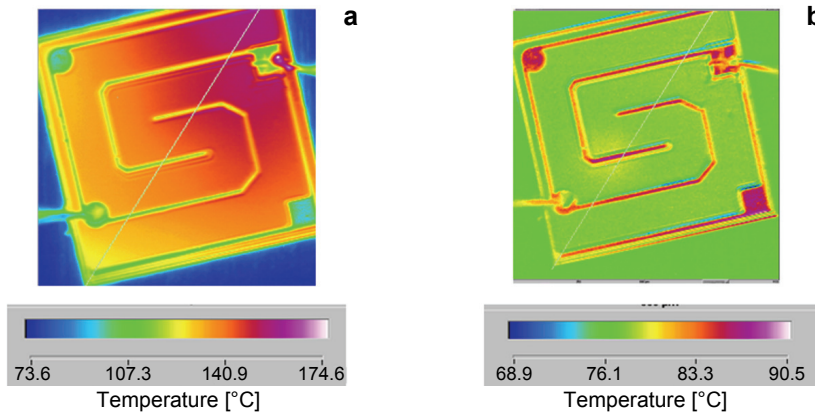 a
b
73.6 107.3 140.9 174.6
Temperature [°C]
68.9 76.1 83.3 90.5
Temperature [°C]